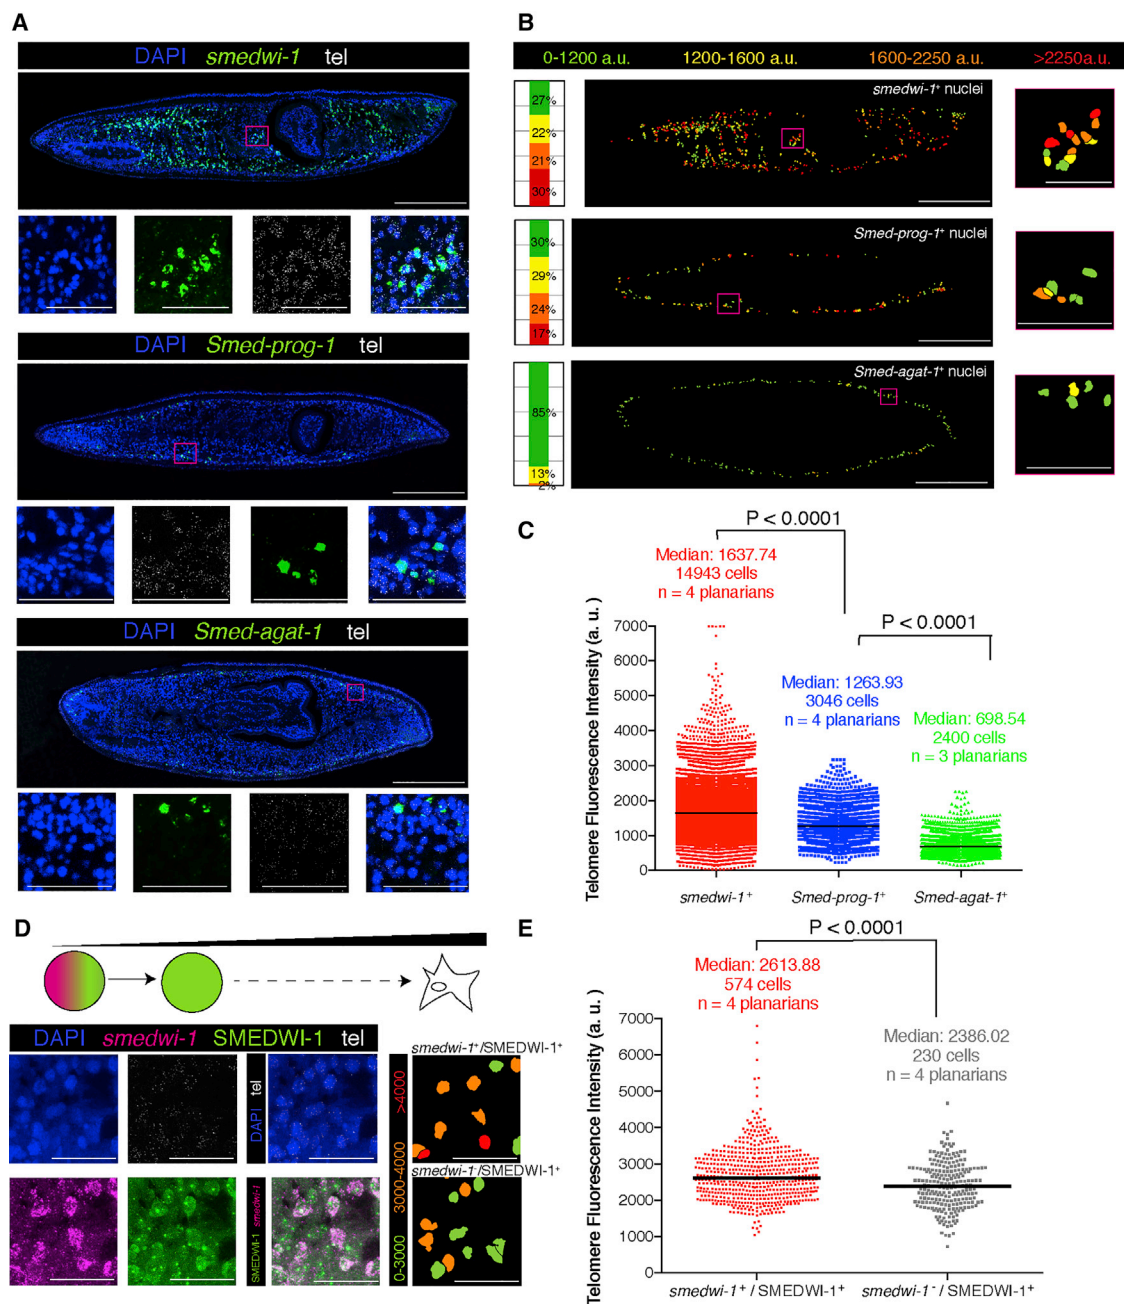 A
DAPI smedwi-1 tel
DAPI Smed-prog-1 tel
DAPI Smed-agat-1 tel
B
0-1200 a.u. 1200-1600 a.u. 1600-2250 a.u. >2250a.u.
27%
22%
21%
30%
smedwi-1⁺ nuclei
30%
29%
24%
17%
Smed-prog-1⁺ nuclei
85%
13%
2%
Smed-agat-1⁺ nuclei
C
P < 0.0001
Median: 1637.74
14943 cells
n = 4 planarians
P < 0.0001
Median: 1263.93
3046 cells
n = 4 planarians
Median: 698.54
2400 cells
n = 3 planarians
Telomere Fluorescence Intensity (a. u.)
7000
6000
5000
4000
3000
2000
1000
0
smedwi-1⁺ Smed-prog-1⁺ Smed-agat-1⁺
D
DAPI smedwi-1 SMEDWI-1 tel
DAPI tel
SMEDWI-1 smedwi-1
0-3000 3000-4000 >4000
smedwi-1⁺/SMEDWI-1⁺
smedwi-1⁻/SMEDWI-1⁺
E
P < 0.0001
Median: 2613.88
574 cells
n = 4 planarians
Median: 2386.02
230 cells
n = 4 planarians
Telomere Fluorescence Intensity (a. u.)
7000
6000
5000
4000
3000
2000
1000
0
smedwi-1⁺ / SMEDWI-1⁺ smedwi-1⁻ / SMEDWI-1⁺